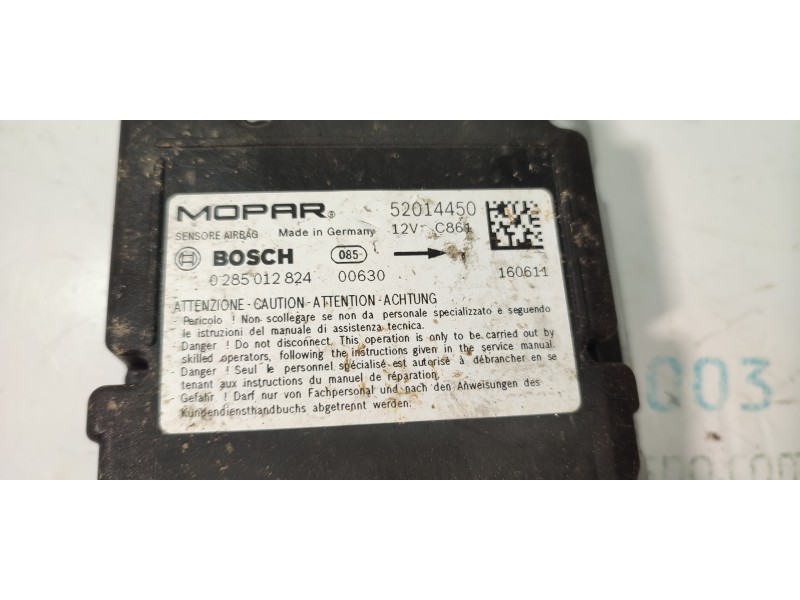 MOPAR® 52014450
SENSORE AIRBAG Made in Germany 12V C861
BOSCH 085
0 285 012 824 00630 160611
ATTENZIONE - CAUTION - ATTENTION - ACHTUNG
Pericolo ! Non scollegare se non da personale specializzato e seguendo
le istruzioni del manuale di assistenza tecnica.
Danger ! Do not disconnect. This operation is only to be carried out by
skilled operators, following the instructions given in the service manual.
Danger ! Seul le personnel spécialisé est autorisé à débrancher en se
tenant aux instructions du manuel de réparation.
Gefahr ! Darf nur von Fachpersonal und nach den Anweisungen des
Kundendiensthandbuchs abgetrennt werden.
003